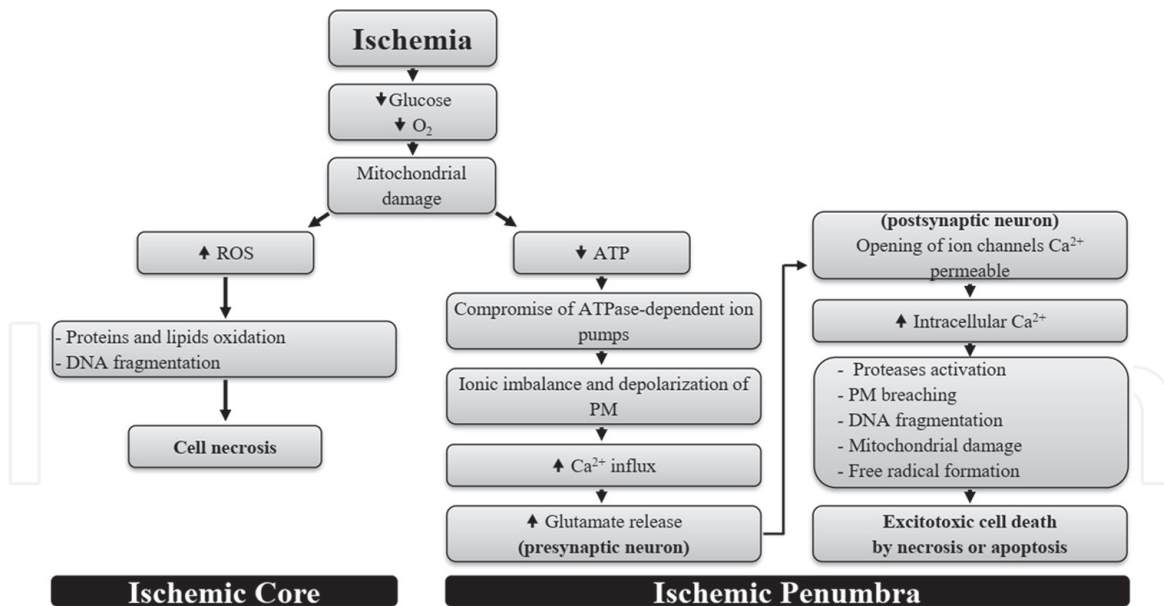 Ischemia
Glucose
O₂
Mitochondrial
damage
ROS
- Proteins and lipids oxidation
- DNA fragmentation
Cell necrosis
ATP
Compromise of ATPase-dependent ion
pumps
Ionic imbalance and depolarization of
PM
Ca²⁺ influx
Glutamate release
(presynaptic neuron)
(postsynaptic neuron)
Opening of ion channels Ca²⁺
permeable
Intracellular Ca²⁺
- Proteases activation
- PM breaching
- DNA fragmentation
- Mitochondrial damage
- Free radical formation
Excitotoxic cell death
by necrosis or apoptosis
Ischemic Core
Ischemic Penumbra